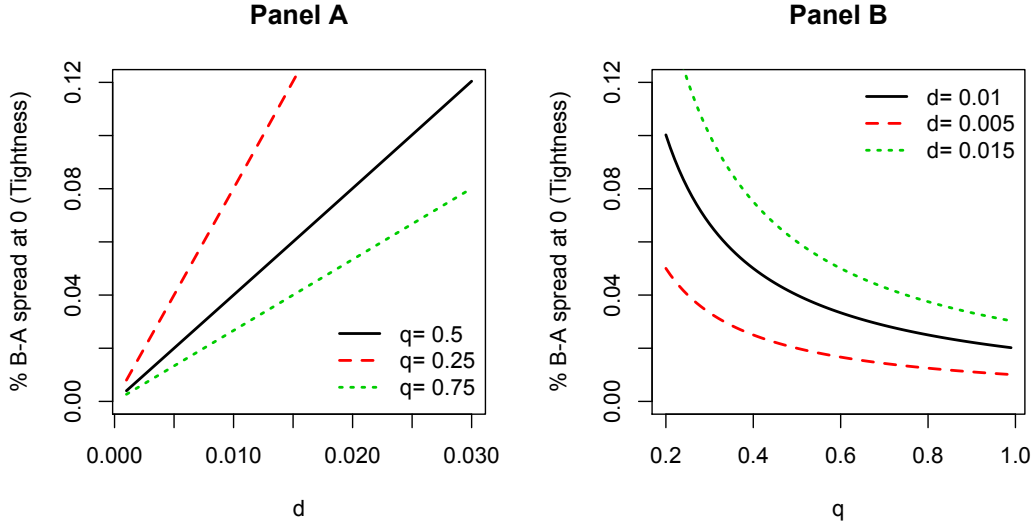 Panel A
% B-A spread at 0 (Tightness)
0.12
0.08
0.04
0.00
q= 0.5
q= 0.25
q= 0.75
0.000
0.010
0.020
0.030
d
Panel B
% B-A spread at 0 (Tightness)
0.12
0.08
0.04
0.00
d= 0.01
d= 0.005
d= 0.015
0.2
0.4
0.6
0.8
1.0
q